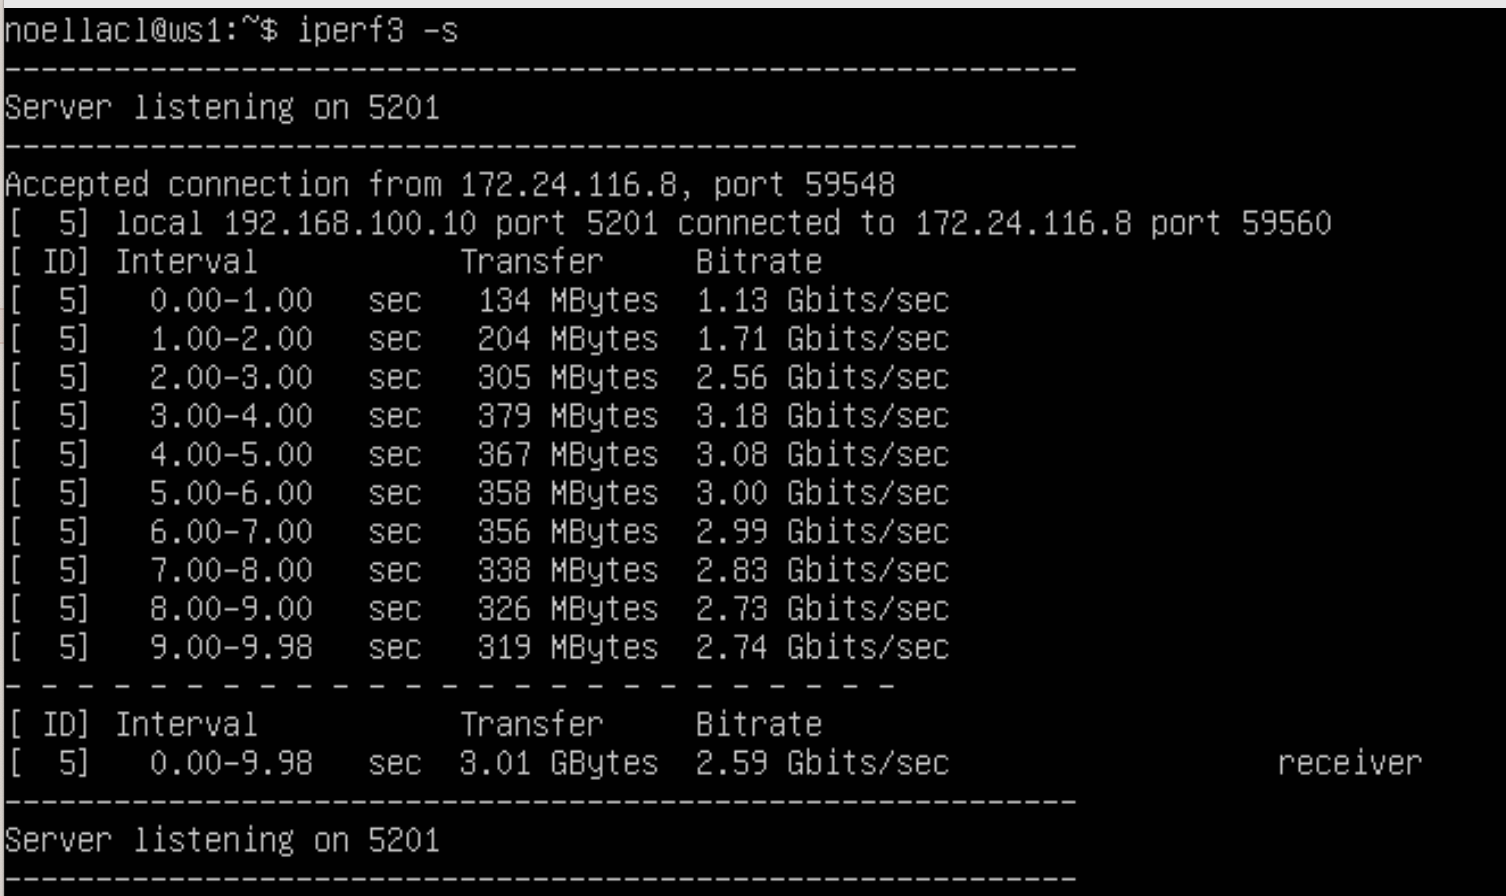 noellacl@ws1:~$ iperf3 -s
-----------------------------------------------------------
Server listening on 5201
-----------------------------------------------------------
Accepted connection from 172.24.116.8, port 59548
[  5] local 192.168.100.10 port 5201 connected to 172.24.116.8 port 59560
[ ID] Interval           Transfer     Bitrate
[  5]   0.00-1.00   sec   134 MBytes  1.13 Gbits/sec
[  5]   1.00-2.00   sec   204 MBytes  1.71 Gbits/sec
[  5]   2.00-3.00   sec   305 MBytes  2.56 Gbits/sec
[  5]   3.00-4.00   sec   379 MBytes  3.18 Gbits/sec
[  5]   4.00-5.00   sec   367 MBytes  3.08 Gbits/sec
[  5]   5.00-6.00   sec   358 MBytes  3.00 Gbits/sec
[  5]   6.00-7.00   sec   356 MBytes  2.99 Gbits/sec
[  5]   7.00-8.00   sec   338 MBytes  2.83 Gbits/sec
[  5]   8.00-9.00   sec   326 MBytes  2.73 Gbits/sec
[  5]   9.00-9.98   sec   319 MBytes  2.74 Gbits/sec
- - - - - - - - - - - - - - - - - - - - - - - - -
[ ID] Interval           Transfer     Bitrate
[  5]   0.00-9.98   sec  3.01 GBytes  2.59 Gbits/sec                  receiver
-----------------------------------------------------------
Server listening on 5201
-----------------------------------------------------------